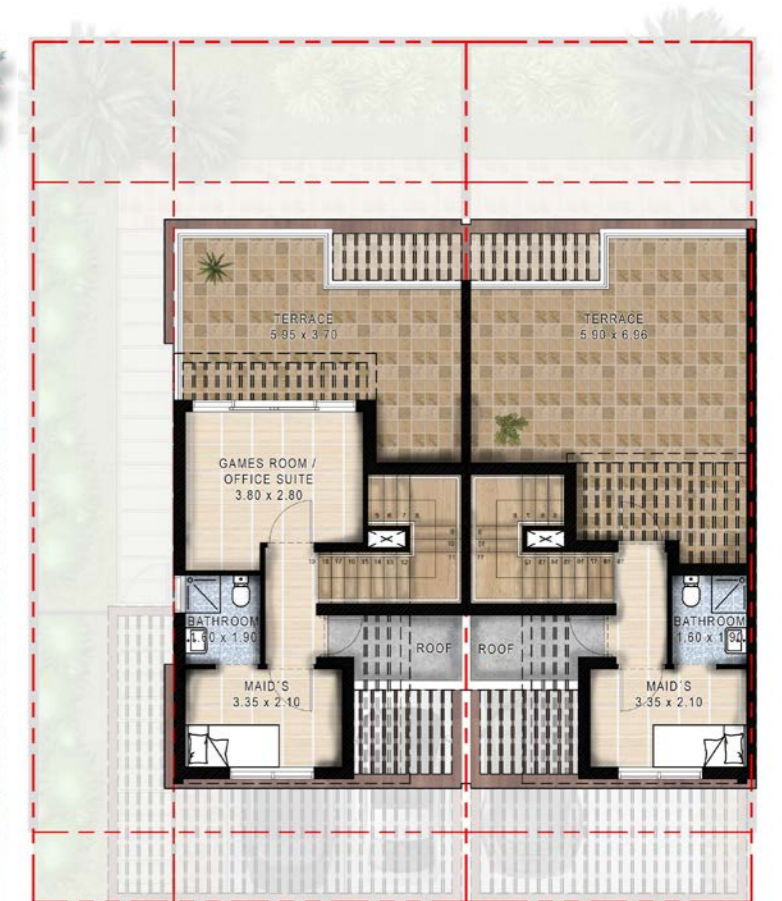 TERRACE
5.95 x 3.70
TERRACE
5.90 x 6.96
GAMES ROOM /
OFFICE SUITE
3.80 x 2.80
BATHROOM
1.60 x 1.90
BATHROOM
1.60 x 1.90
ROOF
ROOF
MAID'S
3.35 x 2.10
MAID'S
3.35 x 2.10